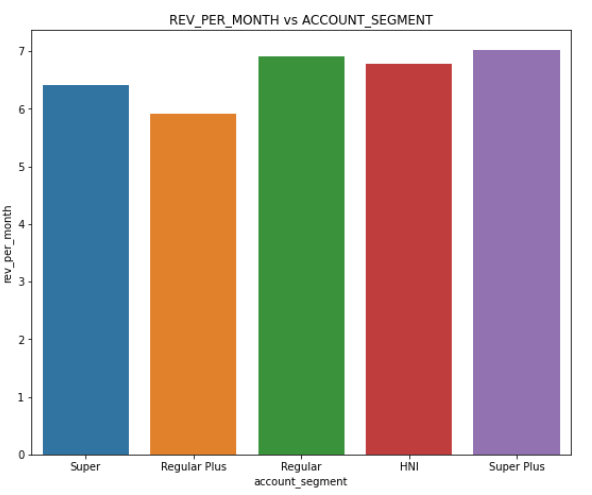 REV_PER_MONTH vs ACCOUNT_SEGMENT
7
6
5
4
3
2
1
0
rev_per_month
Super Regular Plus Regular HNI Super Plus
account_segment